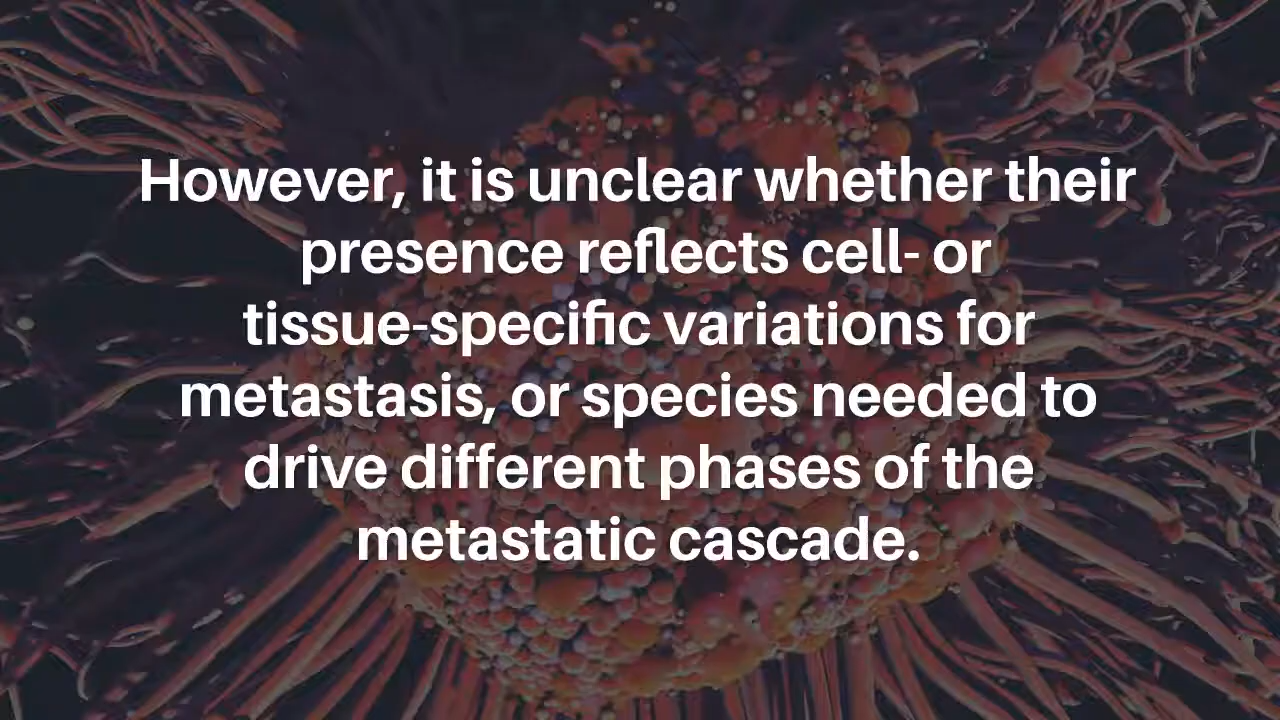 However, it is unclear whether their
presence reflects cell- or
tissue-specific variations for
metastasis, or species needed to
drive different phases of the
metastatic cascade.